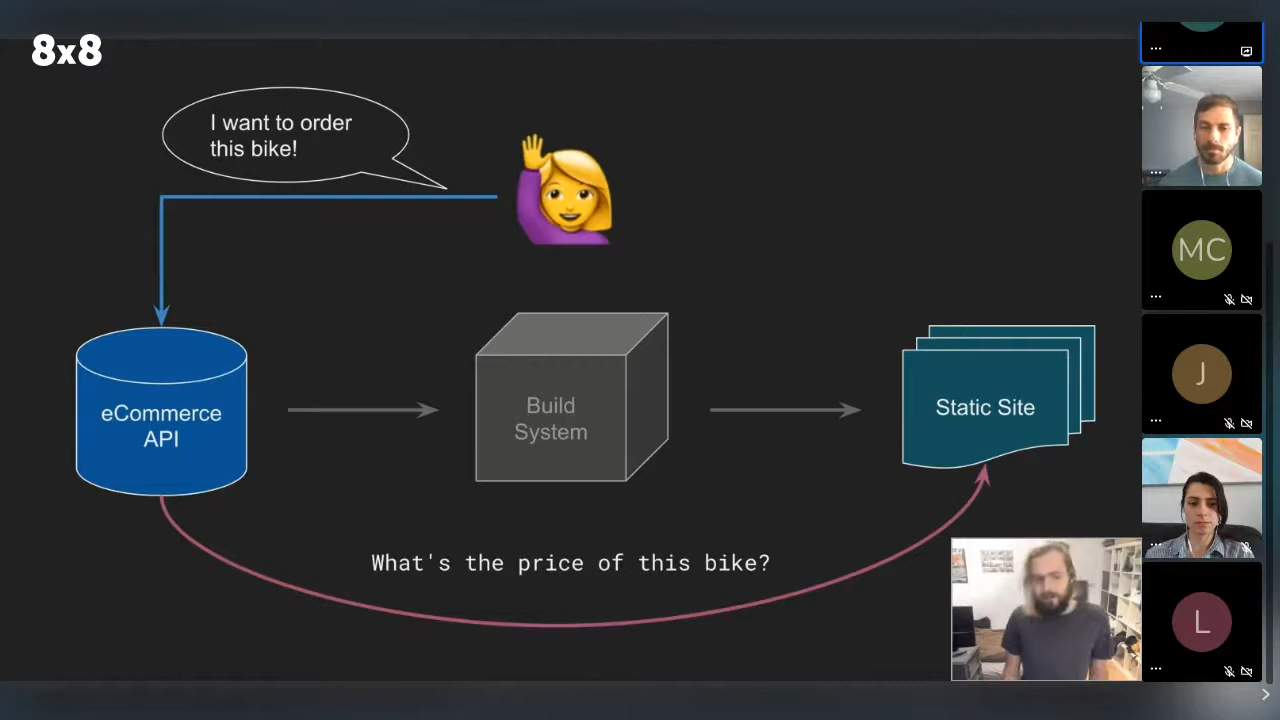 8x8
I want to order
this bike!
eCommerce
API
Build
System
Static Site
What's the price of this bike?
MC
J
L